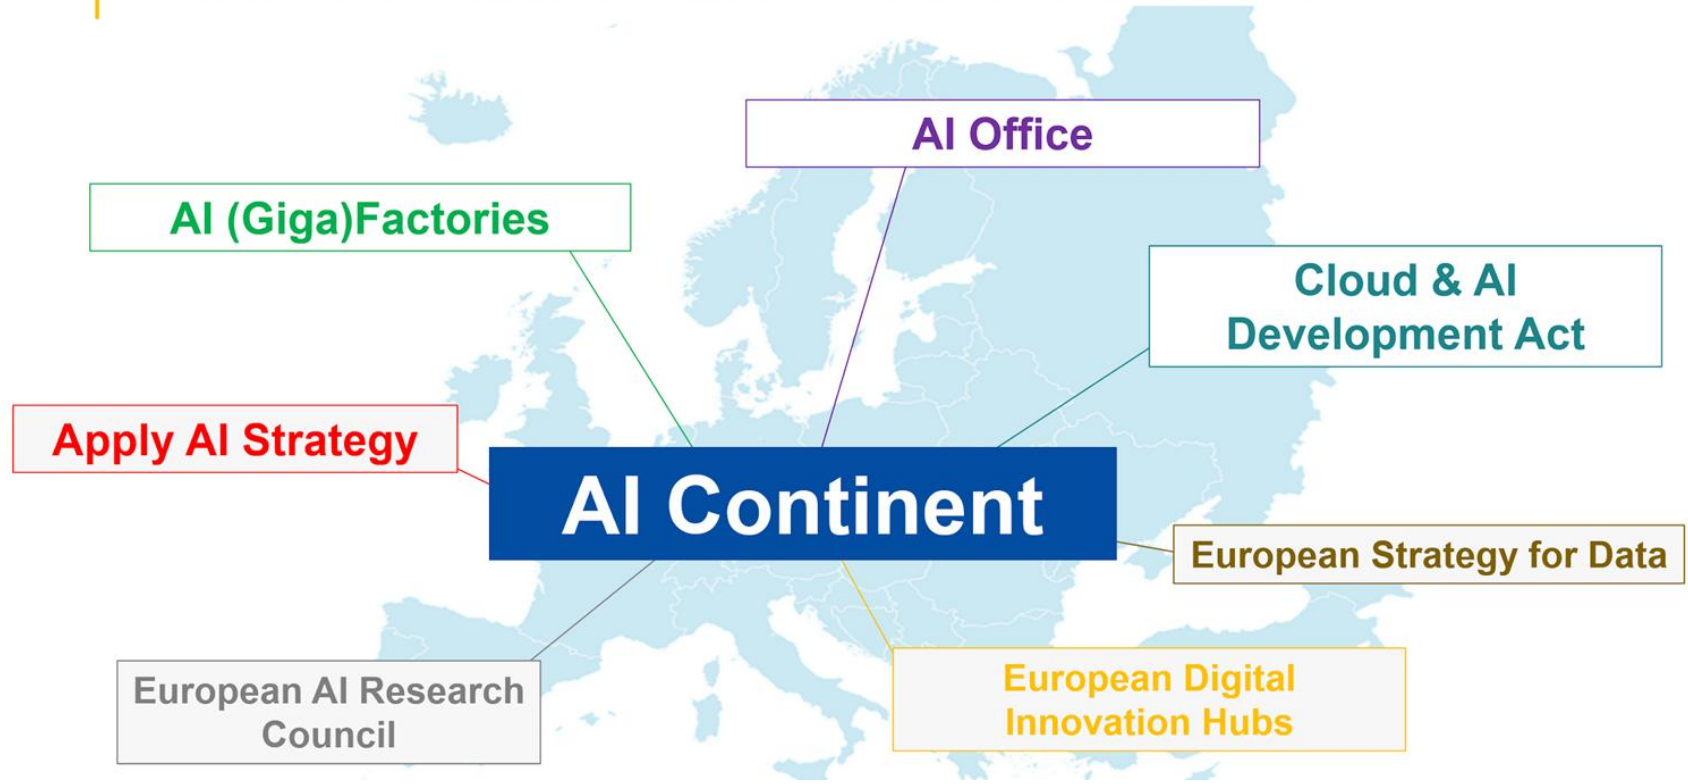 AI Office
AI (Giga)Factories
Cloud & AI
Development Act
Apply AI Strategy
AI Continent
European Strategy for Data
European AI Research
Council
European Digital
Innovation Hubs